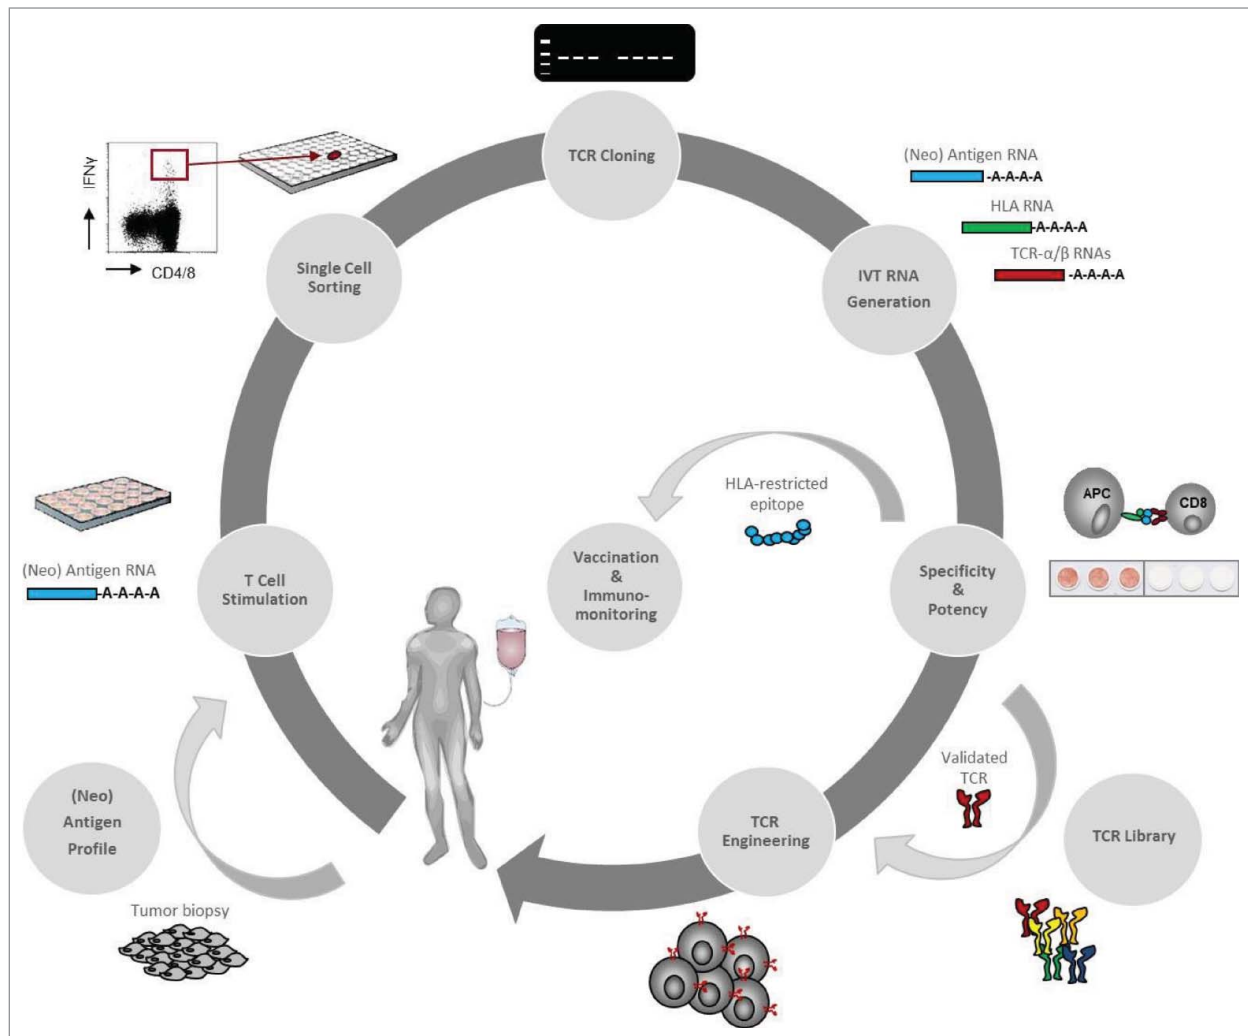 TCR Cloning
IFNγ
CD4/8
Single Cell
Sorting
(Neo) Antigen RNA
-A-A-A-A
HLA RNA
-A-A-A-A
TCR-α/β RNAs
-A-A-A-A
IVT RNA
Generation
HLA-restricted
epitope
APC
CD8
(Neo) Antigen RNA
-A-A-A-A
T Cell
Stimulation
Vaccination
&
Immuno-
monitoring
Specificity
&
Potency
Validated
TCR
(Neo)
Antigen
Profile
TCR
Engineering
TCR Library
Tumor biopsy